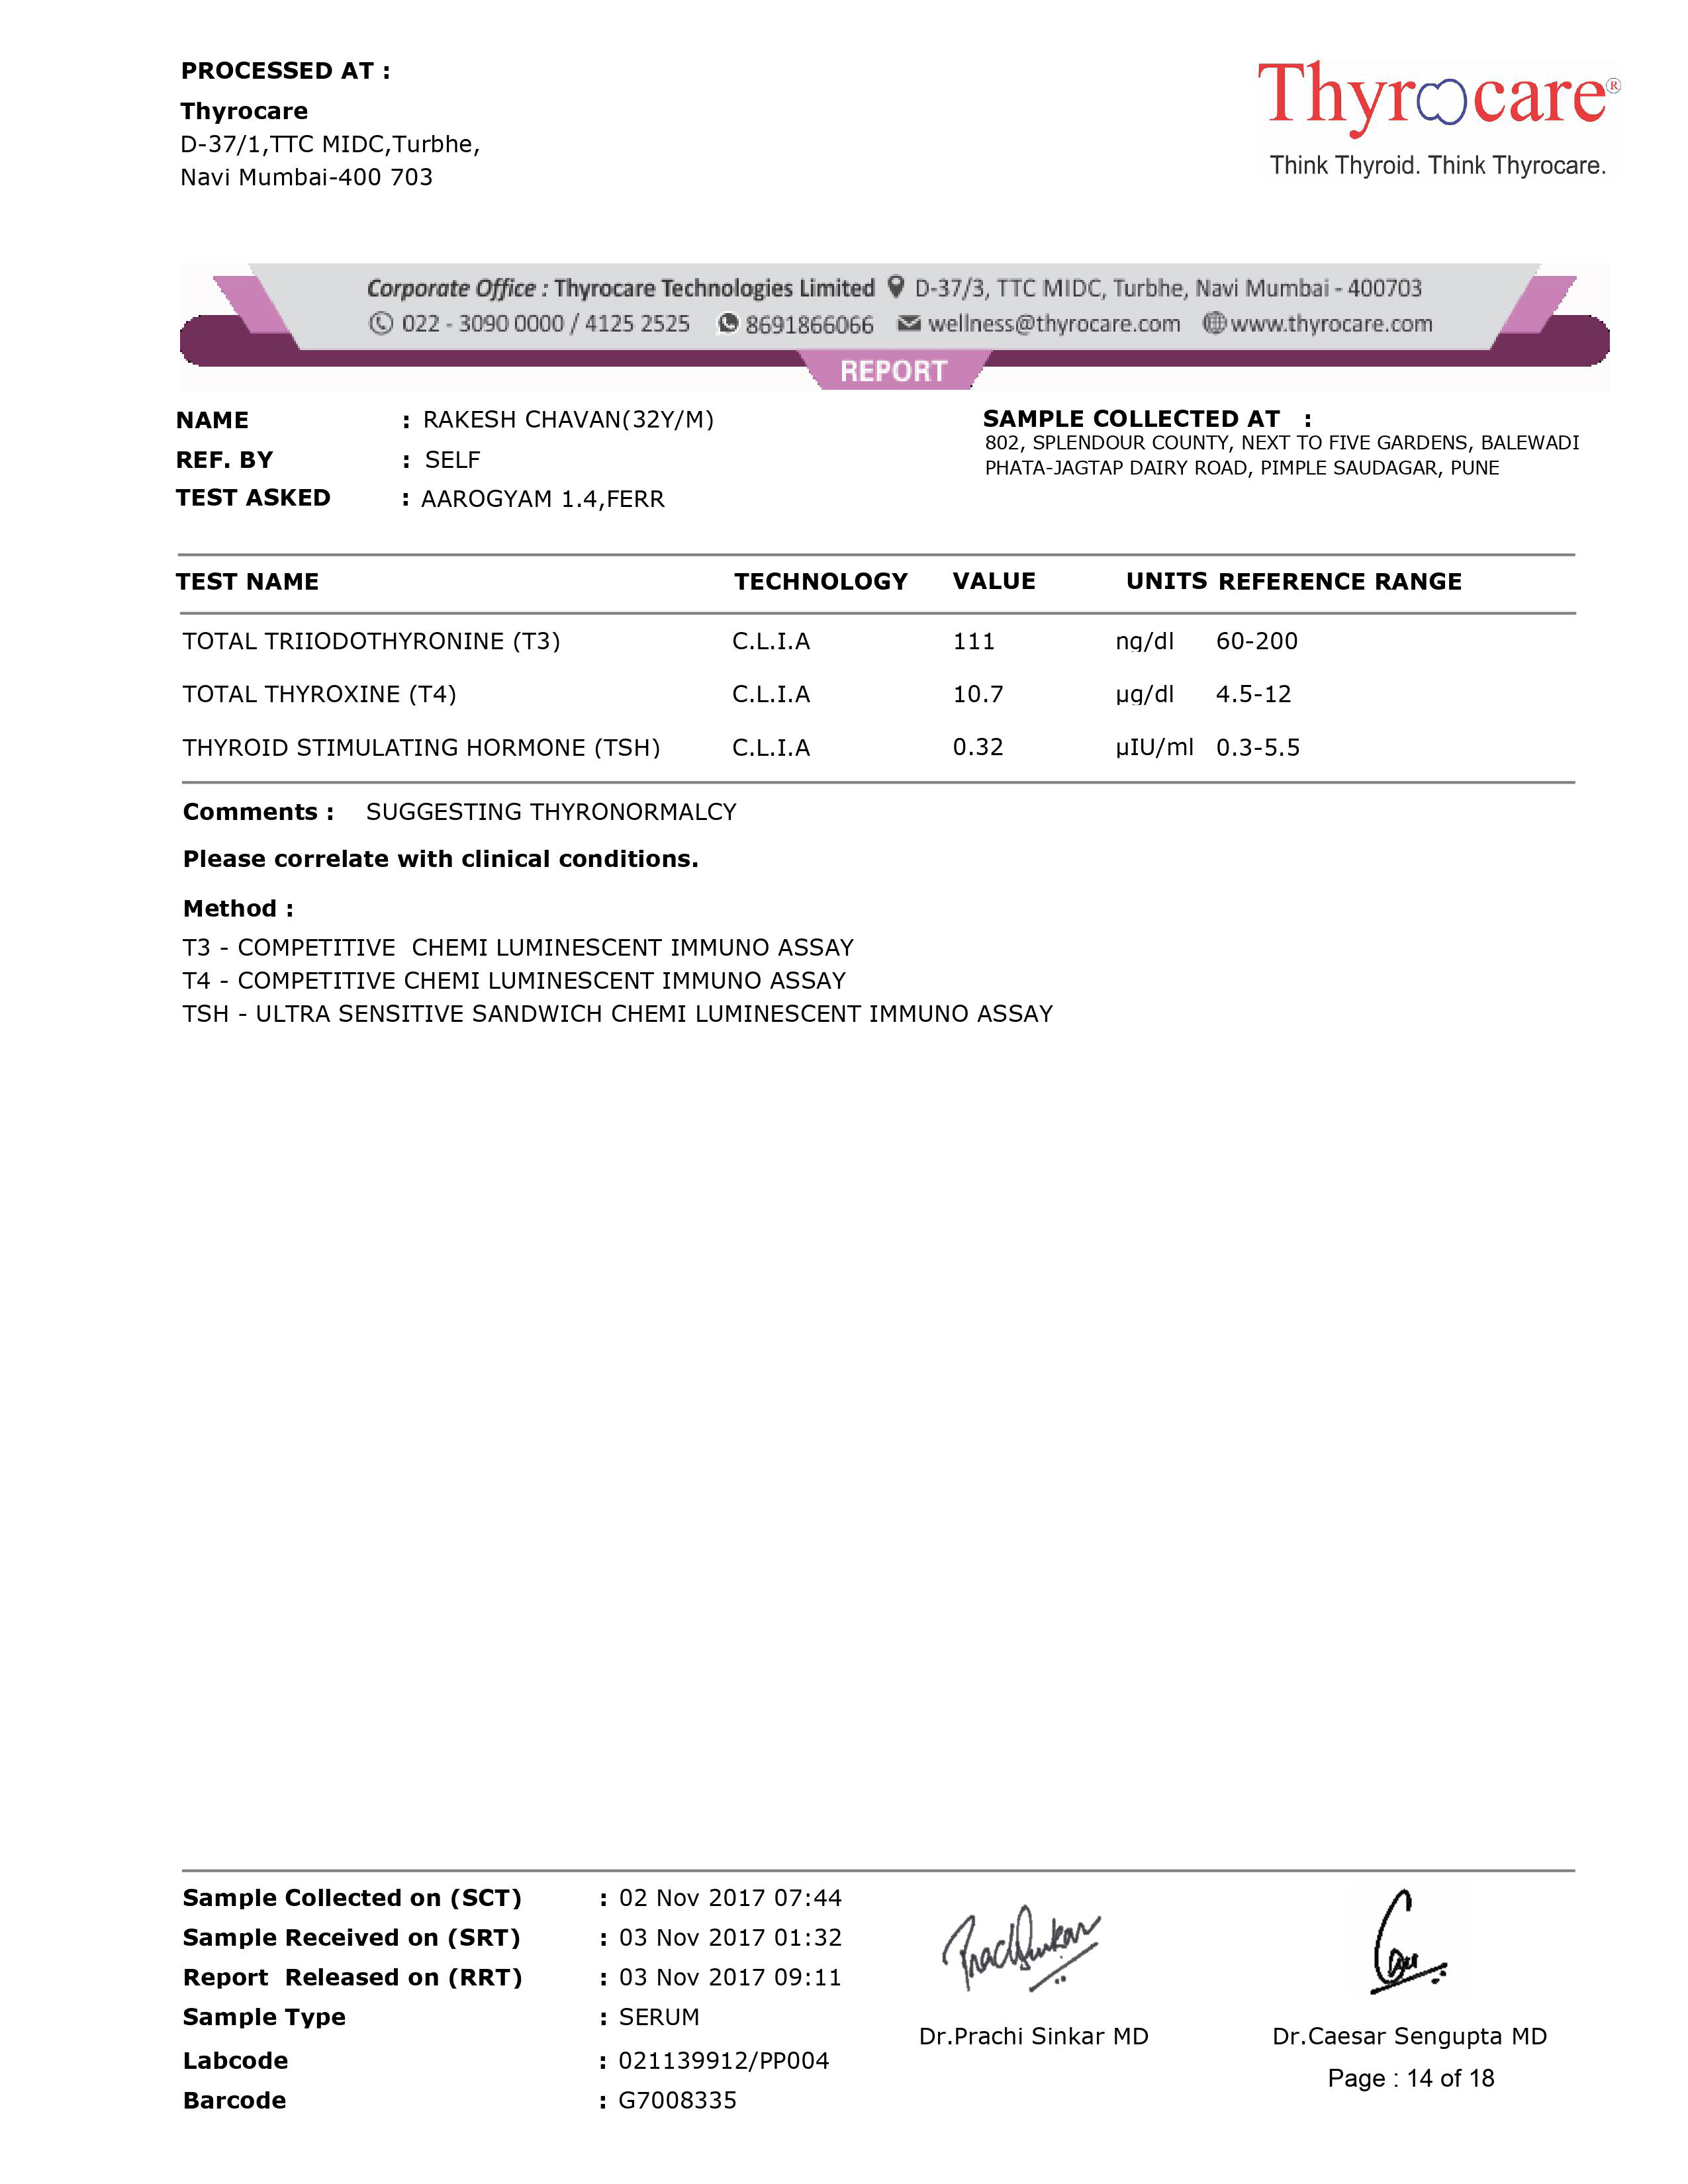 PROCESSED AT :
Thyrocare
D-37/1,TTC MIDC,Turbhe,
Navi Mumbai-400 703
Thyrocare®
Think Thyroid. Think Thyrocare.
Corporate Office : Thyrocare Technologies Limited D-37/3, TTC MIDC, Turbhe, Navi Mumbai - 400703
022 - 3090 0000 / 4125 2525 8691866066 wellness@thyrocare.com www.thyrocare.com
REPORT
NAME : RAKESH CHAVAN(32Y/M)
REF. BY : SELF
TEST ASKED : AAROGYAM 1.4,FERR
SAMPLE COLLECTED AT :
802, SPLENDOUR COUNTY, NEXT TO FIVE GARDENS, BALEWADI
PHATA-JAGTAP DAIRY ROAD, PIMPLE SAUDAGAR, PUNE
TEST NAME TECHNOLOGY VALUE UNITS REFERENCE RANGE
TOTAL TRIIODOTHYRONINE (T3) C.L.I.A 111 ng/dl 60-200
TOTAL THYROXINE (T4) C.L.I.A 10.7 µg/dl 4.5-12
THYROID STIMULATING HORMONE (TSH) C.L.I.A 0.32 µIU/ml 0.3-5.5
Comments : SUGGESTING THYRONORMALCY
Please correlate with clinical conditions.
Method :
T3 - COMPETITIVE CHEMI LUMINESCENT IMMUNO ASSAY
T4 - COMPETITIVE CHEMI LUMINESCENT IMMUNO ASSAY
TSH - ULTRA SENSITIVE SANDWICH CHEMI LUMINESCENT IMMUNO ASSAY
Sample Collected on (SCT) : 02 Nov 2017 07:44
Sample Received on (SRT) : 03 Nov 2017 01:32
Report Released on (RRT) : 03 Nov 2017 09:11
Sample Type : SERUM
Labcode : 021139912/PP004
Barcode : G7008335
Dr.Prachi Sinkar MD
Dr.Caesar Sengupta MD
Page : 14 of 18